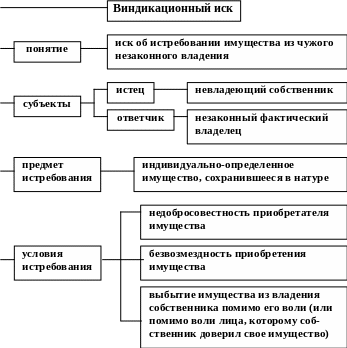 Виндикационный иск
понятие
иск об истребовании имущества из чужого
незаконного владения
субъекты
истец
невладеющий собственник
ответчик
незаконный фактический
владелец
предмет
истребования
индивидуально-определенное
имущество, сохранившееся в натуре
условия
истребования
недобросовестность приобретателя
имущества
безвозмездность приобретения
имущества
выбытие имущества из владения
собственника помимо его воли (или
помимо воли лица, которому соб-
ственник доверил свое имущество)